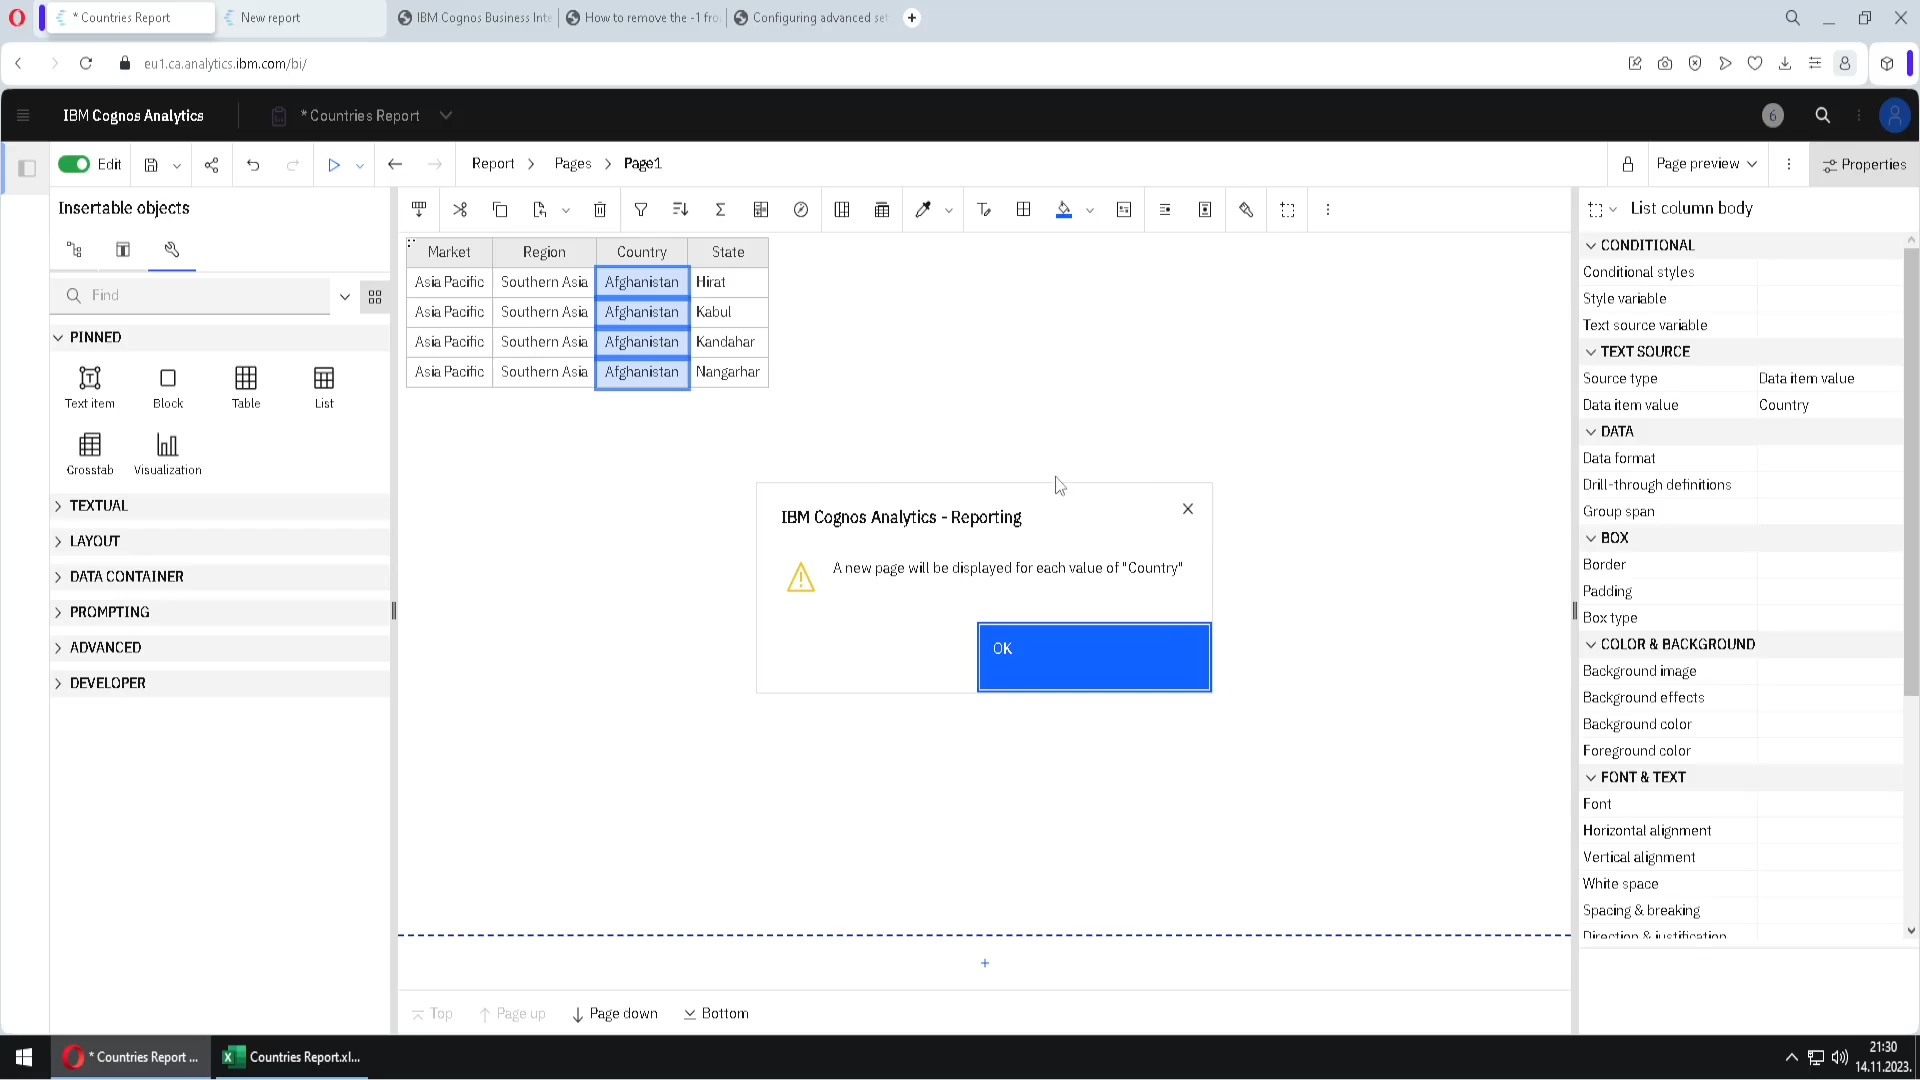 * Countries Report
New report
IBM Cognos Business Inte
How to remove the -1 fro
Configuring advanced set
eu1.ca.analytics.ibm.com/bi/
IBM Cognos Analytics
* Countries Report
6
Edit
Report > Pages > Page1
Page preview
Properties
Insertable objects
Find
PINNED
Text item
Block
Table
List
Crosstab
Visualization
TEXTUAL
LAYOUT
DATA CONTAINER
PROMPTING
ADVANCED
DEVELOPER
Market Region Country State
Asia Pacific Southern Asia Afghanistan Hirat
Asia Pacific Southern Asia Afghanistan Kabul
Asia Pacific Southern Asia Afghanistan Kandahar
Asia Pacific Southern Asia Afghanistan Nangarhar
IBM Cognos Analytics - Reporting
A new page will be displayed for each value of "Country"
OK
Top
Page up
Page down
Bottom
List column body
CONDITIONAL
Conditional styles
Style variable
Text source variable
TEXT SOURCE
Source type Data item value
Data item value Country
DATA
Data format
Drill-through definitions
Group span
BOX
Border
Padding
Box type
COLOR & BACKGROUND
Background image
Background effects
Background color
Foreground color
FONT & TEXT
Font
Horizontal alignment
Vertical alignment
White space
Spacing & breaking
Direction & justification
* Countries Report ...
Countries Report.xl...
21:30
14.11.2023.